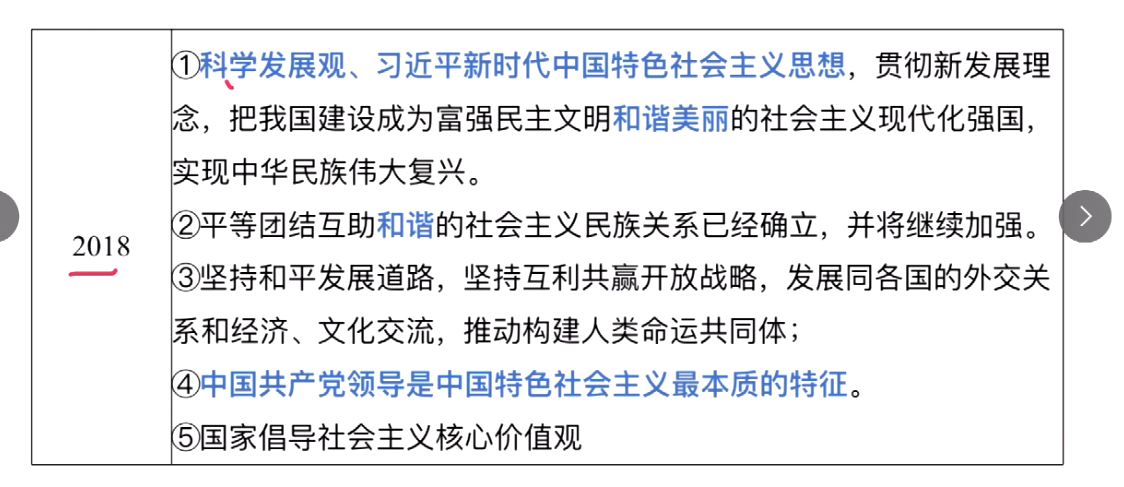 2018
①科学发展观、习近平新时代中国特色社会主义思想，贯彻新发展理
念，把我国建设成为富强民主文明和谐美丽的社会主义现代化强国，
实现中华民族伟大复兴。
②平等团结互助和谐的社会主义民族关系已经确立，并将继续加强。
③坚持和平发展道路，坚持互利共赢开放战略，发展同各国的外交关
系和经济、文化交流，推动构建人类命运共同体；
④中国共产党领导是中国特色社会主义最本质的特征。
⑤国家倡导社会主义核心价值观